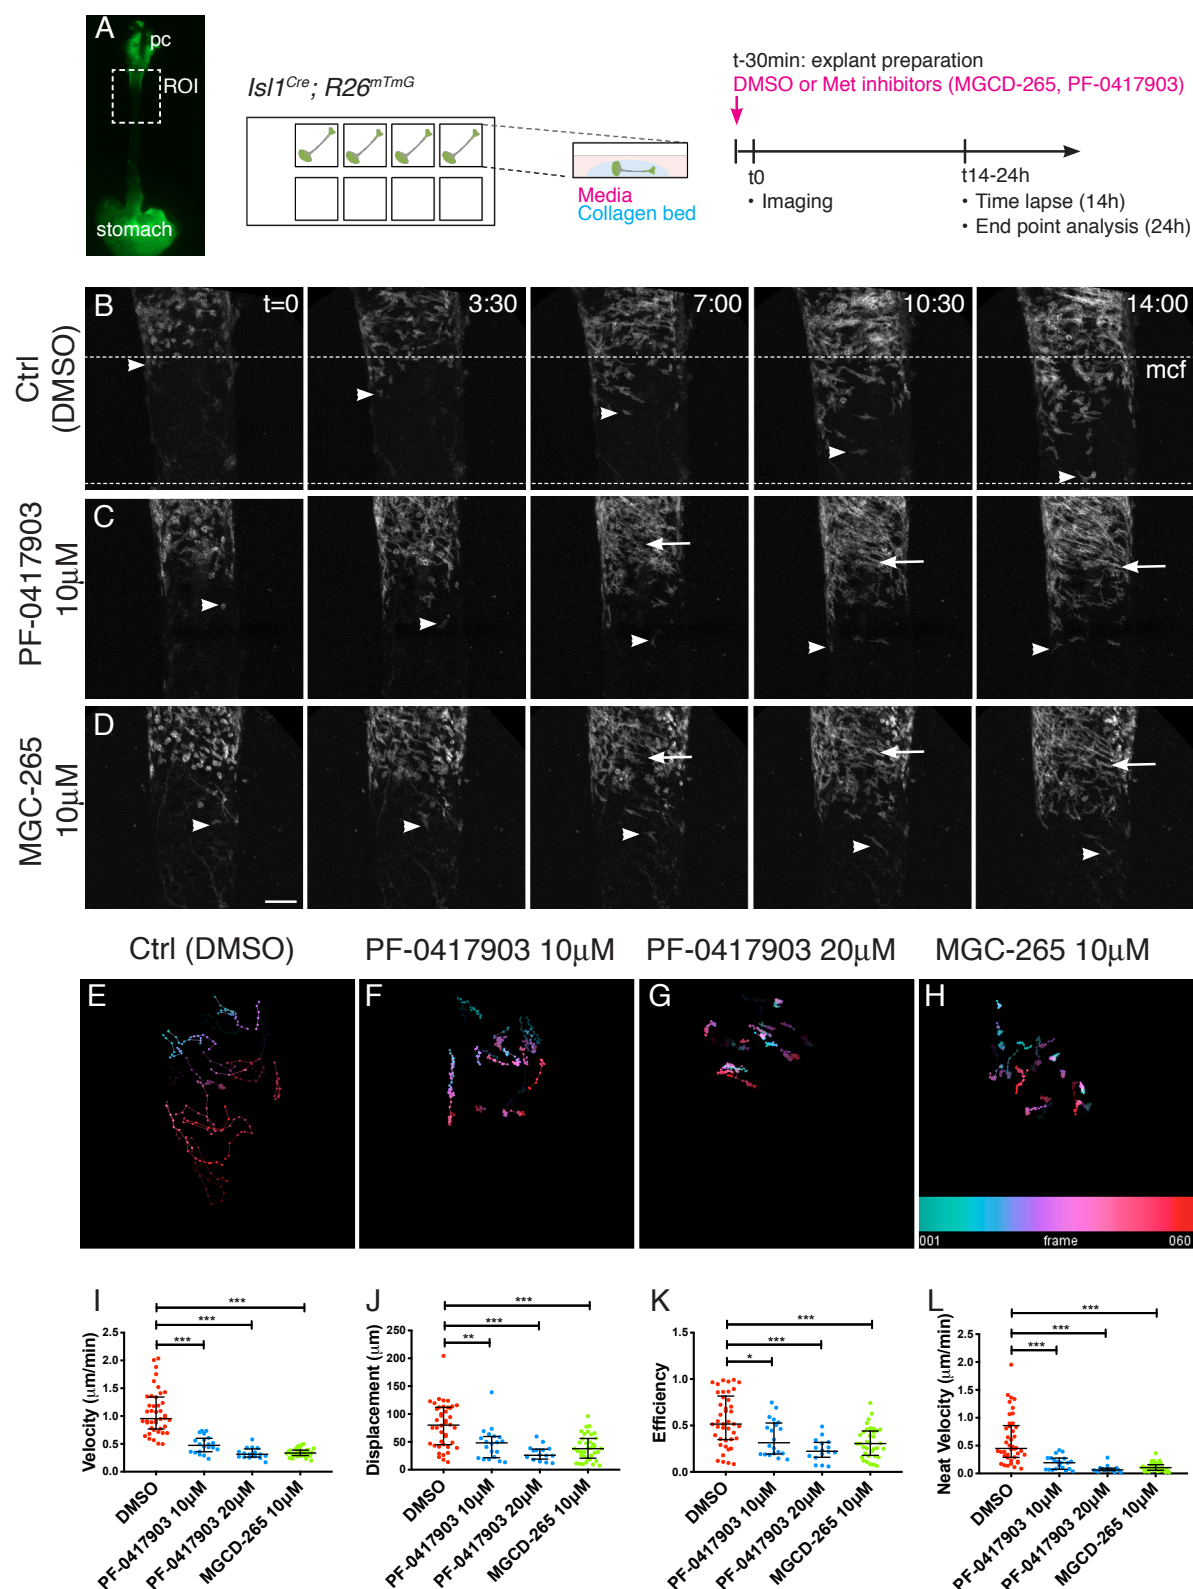 A
pc
ROI
stomach
Isl1Cre; R26mTmG
Media
Collagen bed
t-30min: explant preparation
DMSO or Met inhibitors (MGCD-265, PF-0417903)
t0
• Imaging
t14-24h
• Time lapse (14h)
• End point analysis (24h)
Ctrl
(DMSO)
B
t=0
3:30
7:00
10:30
14:00
mcf
PF-0417903
10μM
C
MGC-265
10μM
D
Ctrl (DMSO)
PF-0417903 10μM
PF-0417903 20μM
MGC-265 10μM
E
F
G
H
001
frame
060
I
***
***
***
Velocity (μm/min)
2.5
2.0
1.5
1.0
0.5
0.0
DMSO
PF-0417903 10μM
PF-0417903 20μM
MGCD-265 10μM
J
***
***
**
Displacement (μm)
250
200
150
100
50
0
DMSO
PF-0417903 10μM
PF-0417903 20μM
MGCD-265 10μM
K
***
***
*
Efficiency
1.5
1.0
0.5
0.0
DMSO
PF-0417903 10μM
PF-0417903 20μM
MGCD-265 10μM
L
***
***
***
Neat Velocity (μm/min)
2.5
2.0
1.5
1.0
0.5
0.0
DMSO
PF-0417903 10μM
PF-0417903 20μM
MGCD-265 10μM